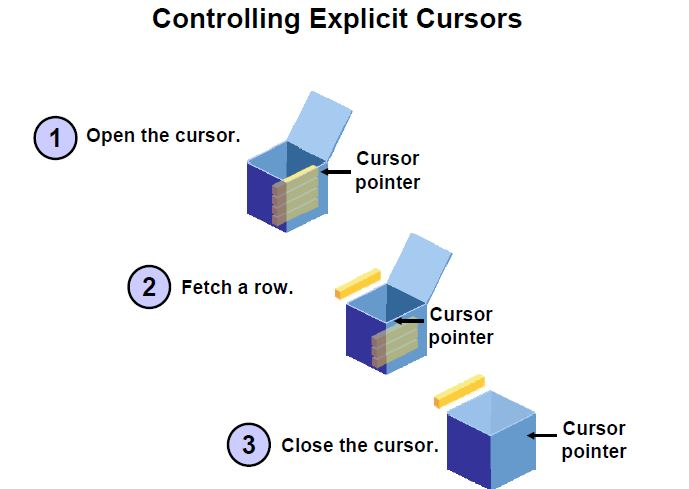 Controlling Explicit Cursors
1 Open the cursor.
Cursor
pointer
2 Fetch a row.
Cursor
pointer
3 Close the cursor.
Cursor
pointer